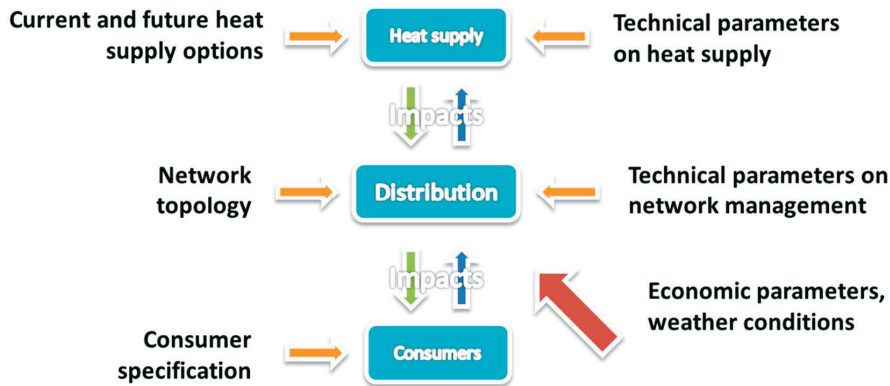 Current and future heat
supply options
Heat supply
Technical parameters
on heat supply
Impacts
Network
topology
Distribution
Technical parameters on
network management
Impacts
Economic parameters,
weather conditions
Consumer
specification
Consumers